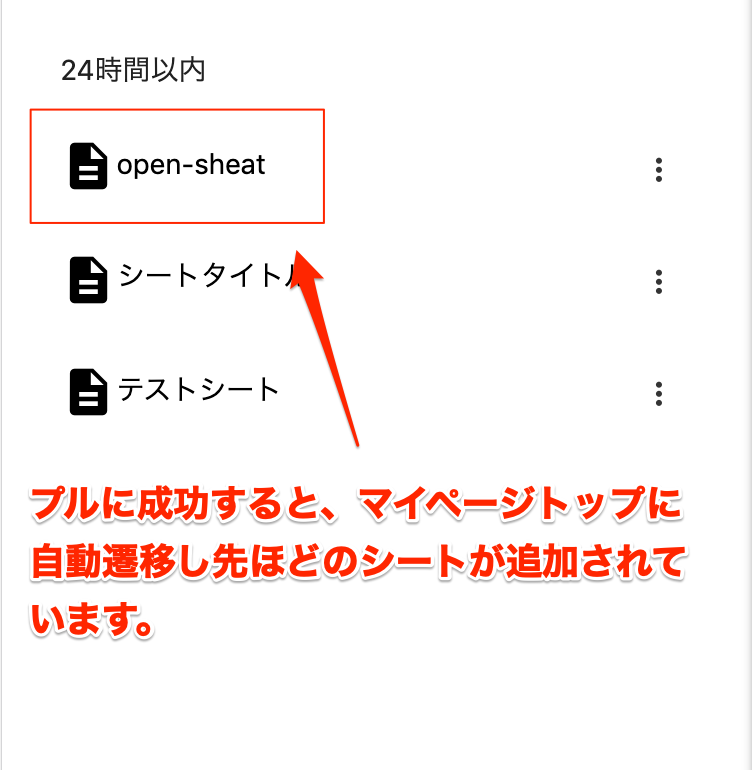 24時間以内
open-sheat
シートタイトル
テストシート
プルに成功すると、マイページトップに
自動遷移し先ほどのシートが追加されて
います。